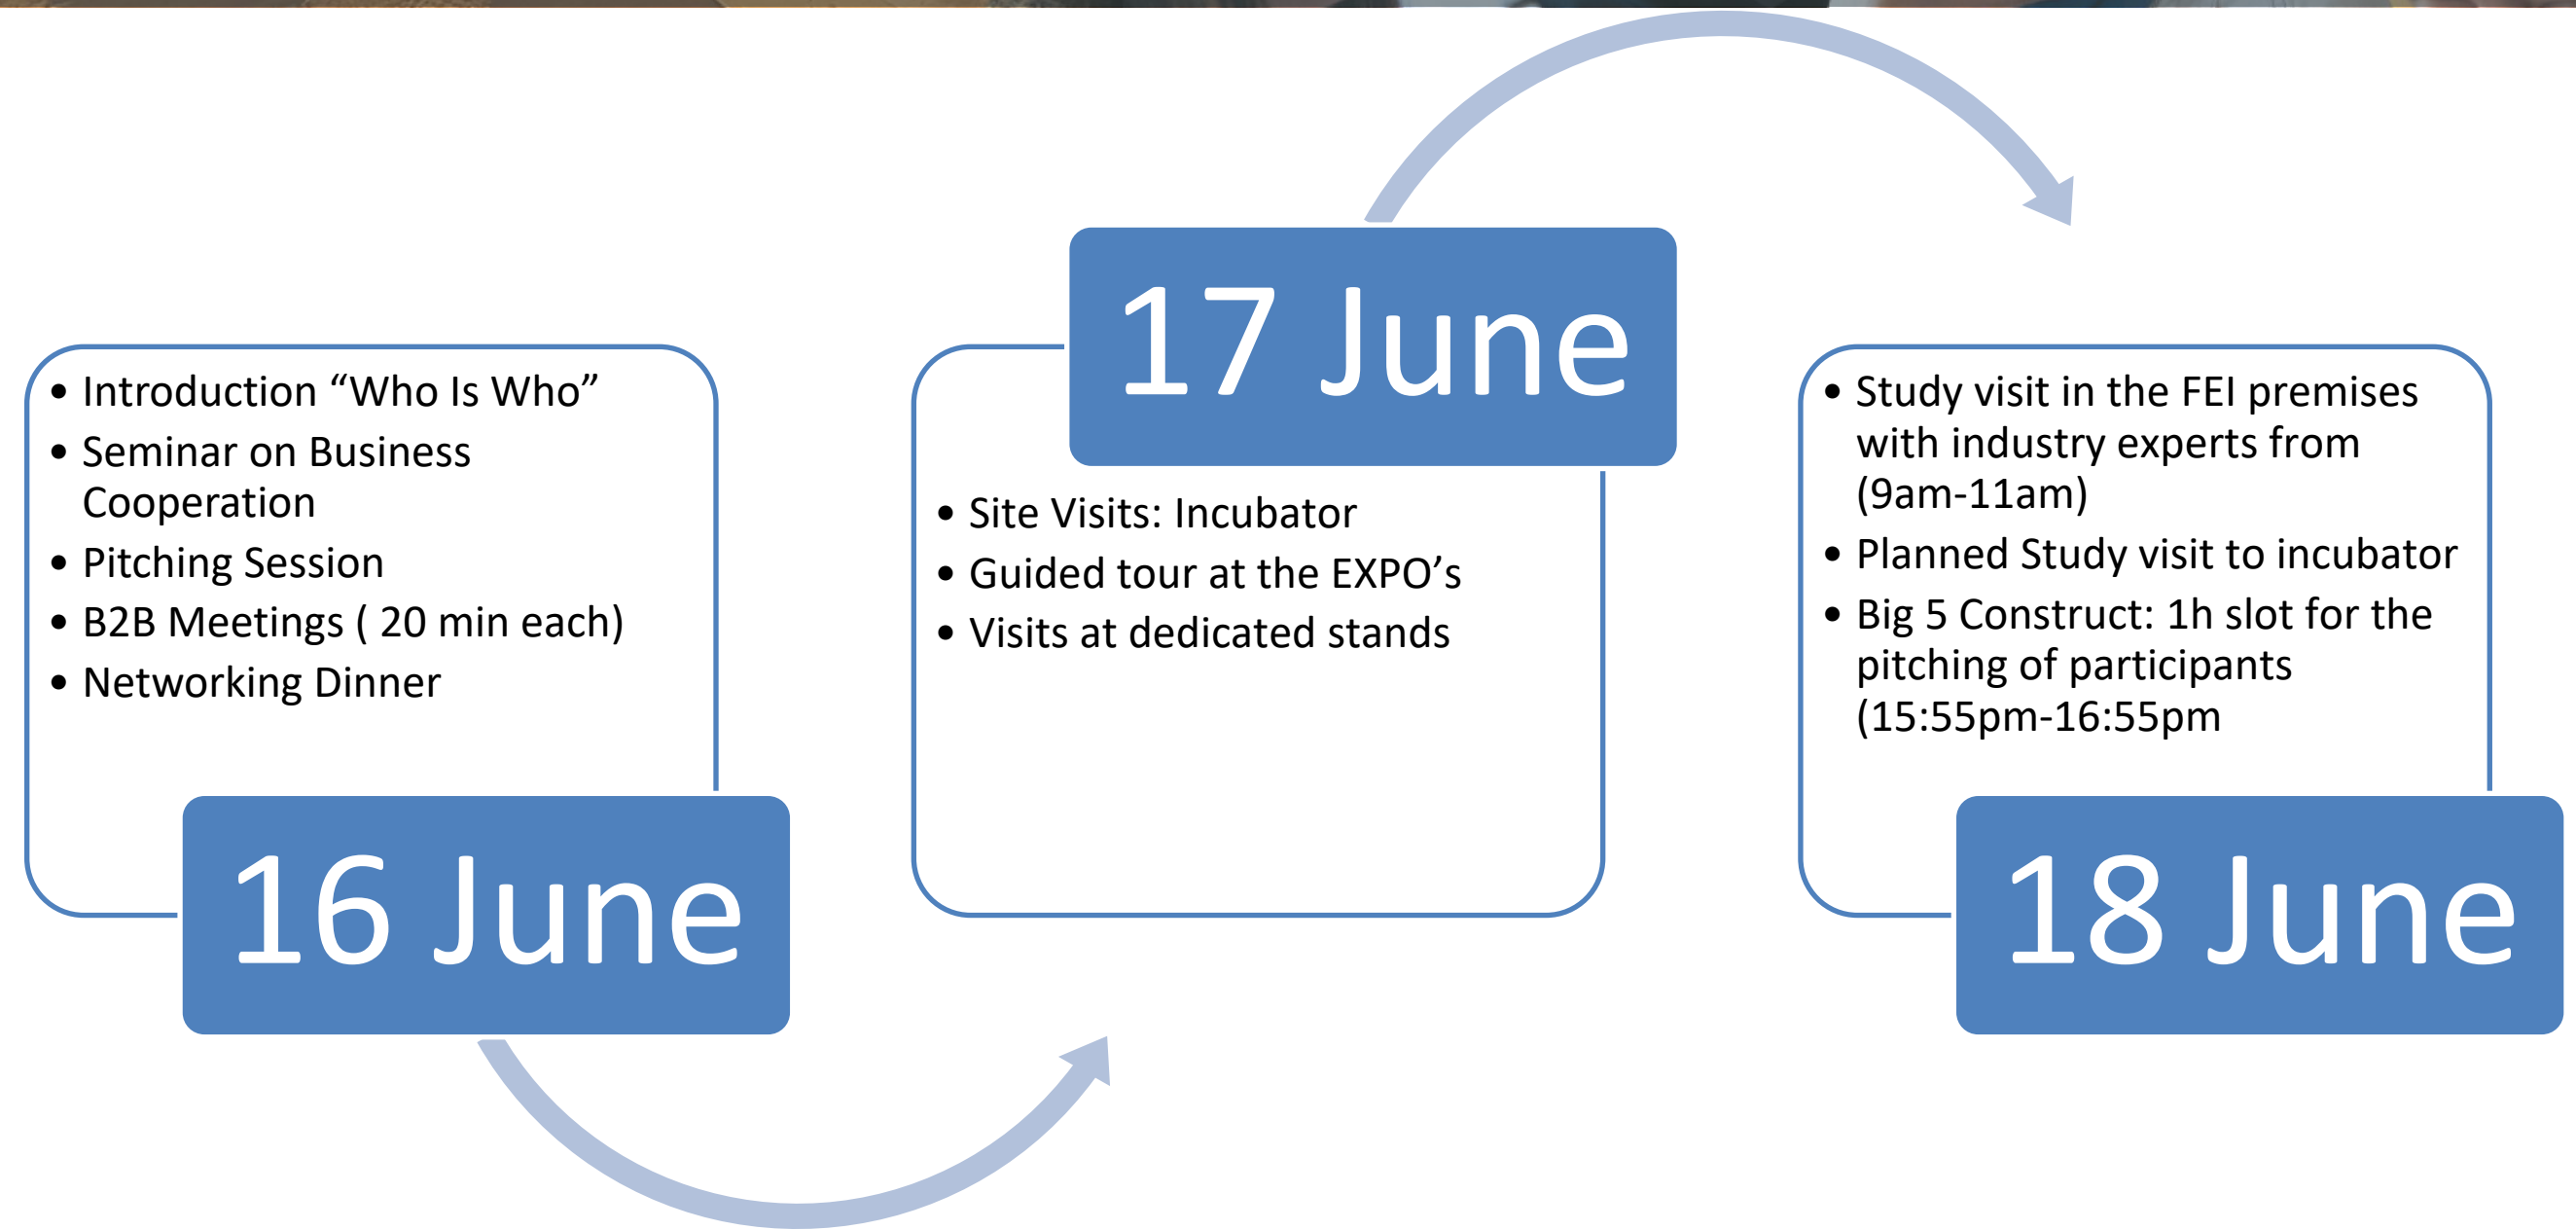 • Introduction “Who Is Who”
• Seminar on Business
Cooperation
• Pitching Session
• B2B Meetings ( 20 min each)
• Networking Dinner
16 June
17 June
• Site Visits: Incubator
• Guided tour at the EXPO’s
• Visits at dedicated stands
• Study visit in the FEI premises
with industry experts from
(9am-11am)
• Planned Study visit to incubator
• Big 5 Construct: 1h slot for the
pitching of participants
(15:55pm-16:55pm
18 June